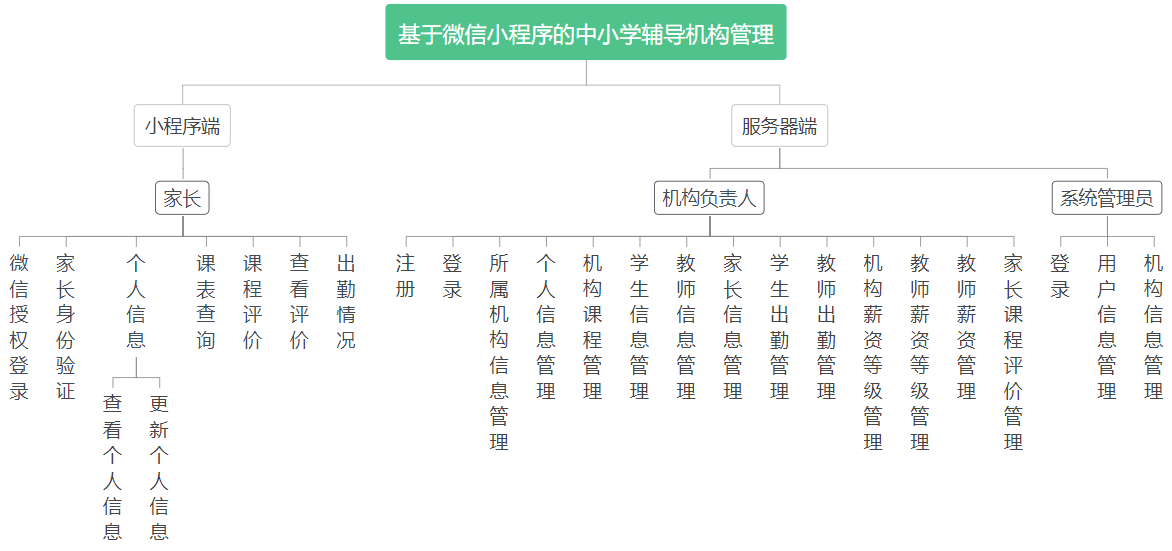 基于微信小程序的中小学辅导机构管理
小程序端
服务器端
家长
机构负责人
系统管理员
微信授权登录
家长身份验证
个人信息
课表查询
课程评价
查看评价
出勤情况
注册
登录
所属机构信息管理
个人信息管理
机构课程管理
学生信息管理
教师信息管理
家长信息管理
学生出勤管理
教师出勤管理
机构薪资等级管理
教师薪资等级管理
教师薪资管理
家长课程评价管理
登录
用户信息管理
机构信息管理
查看个人信息
更新个人信息